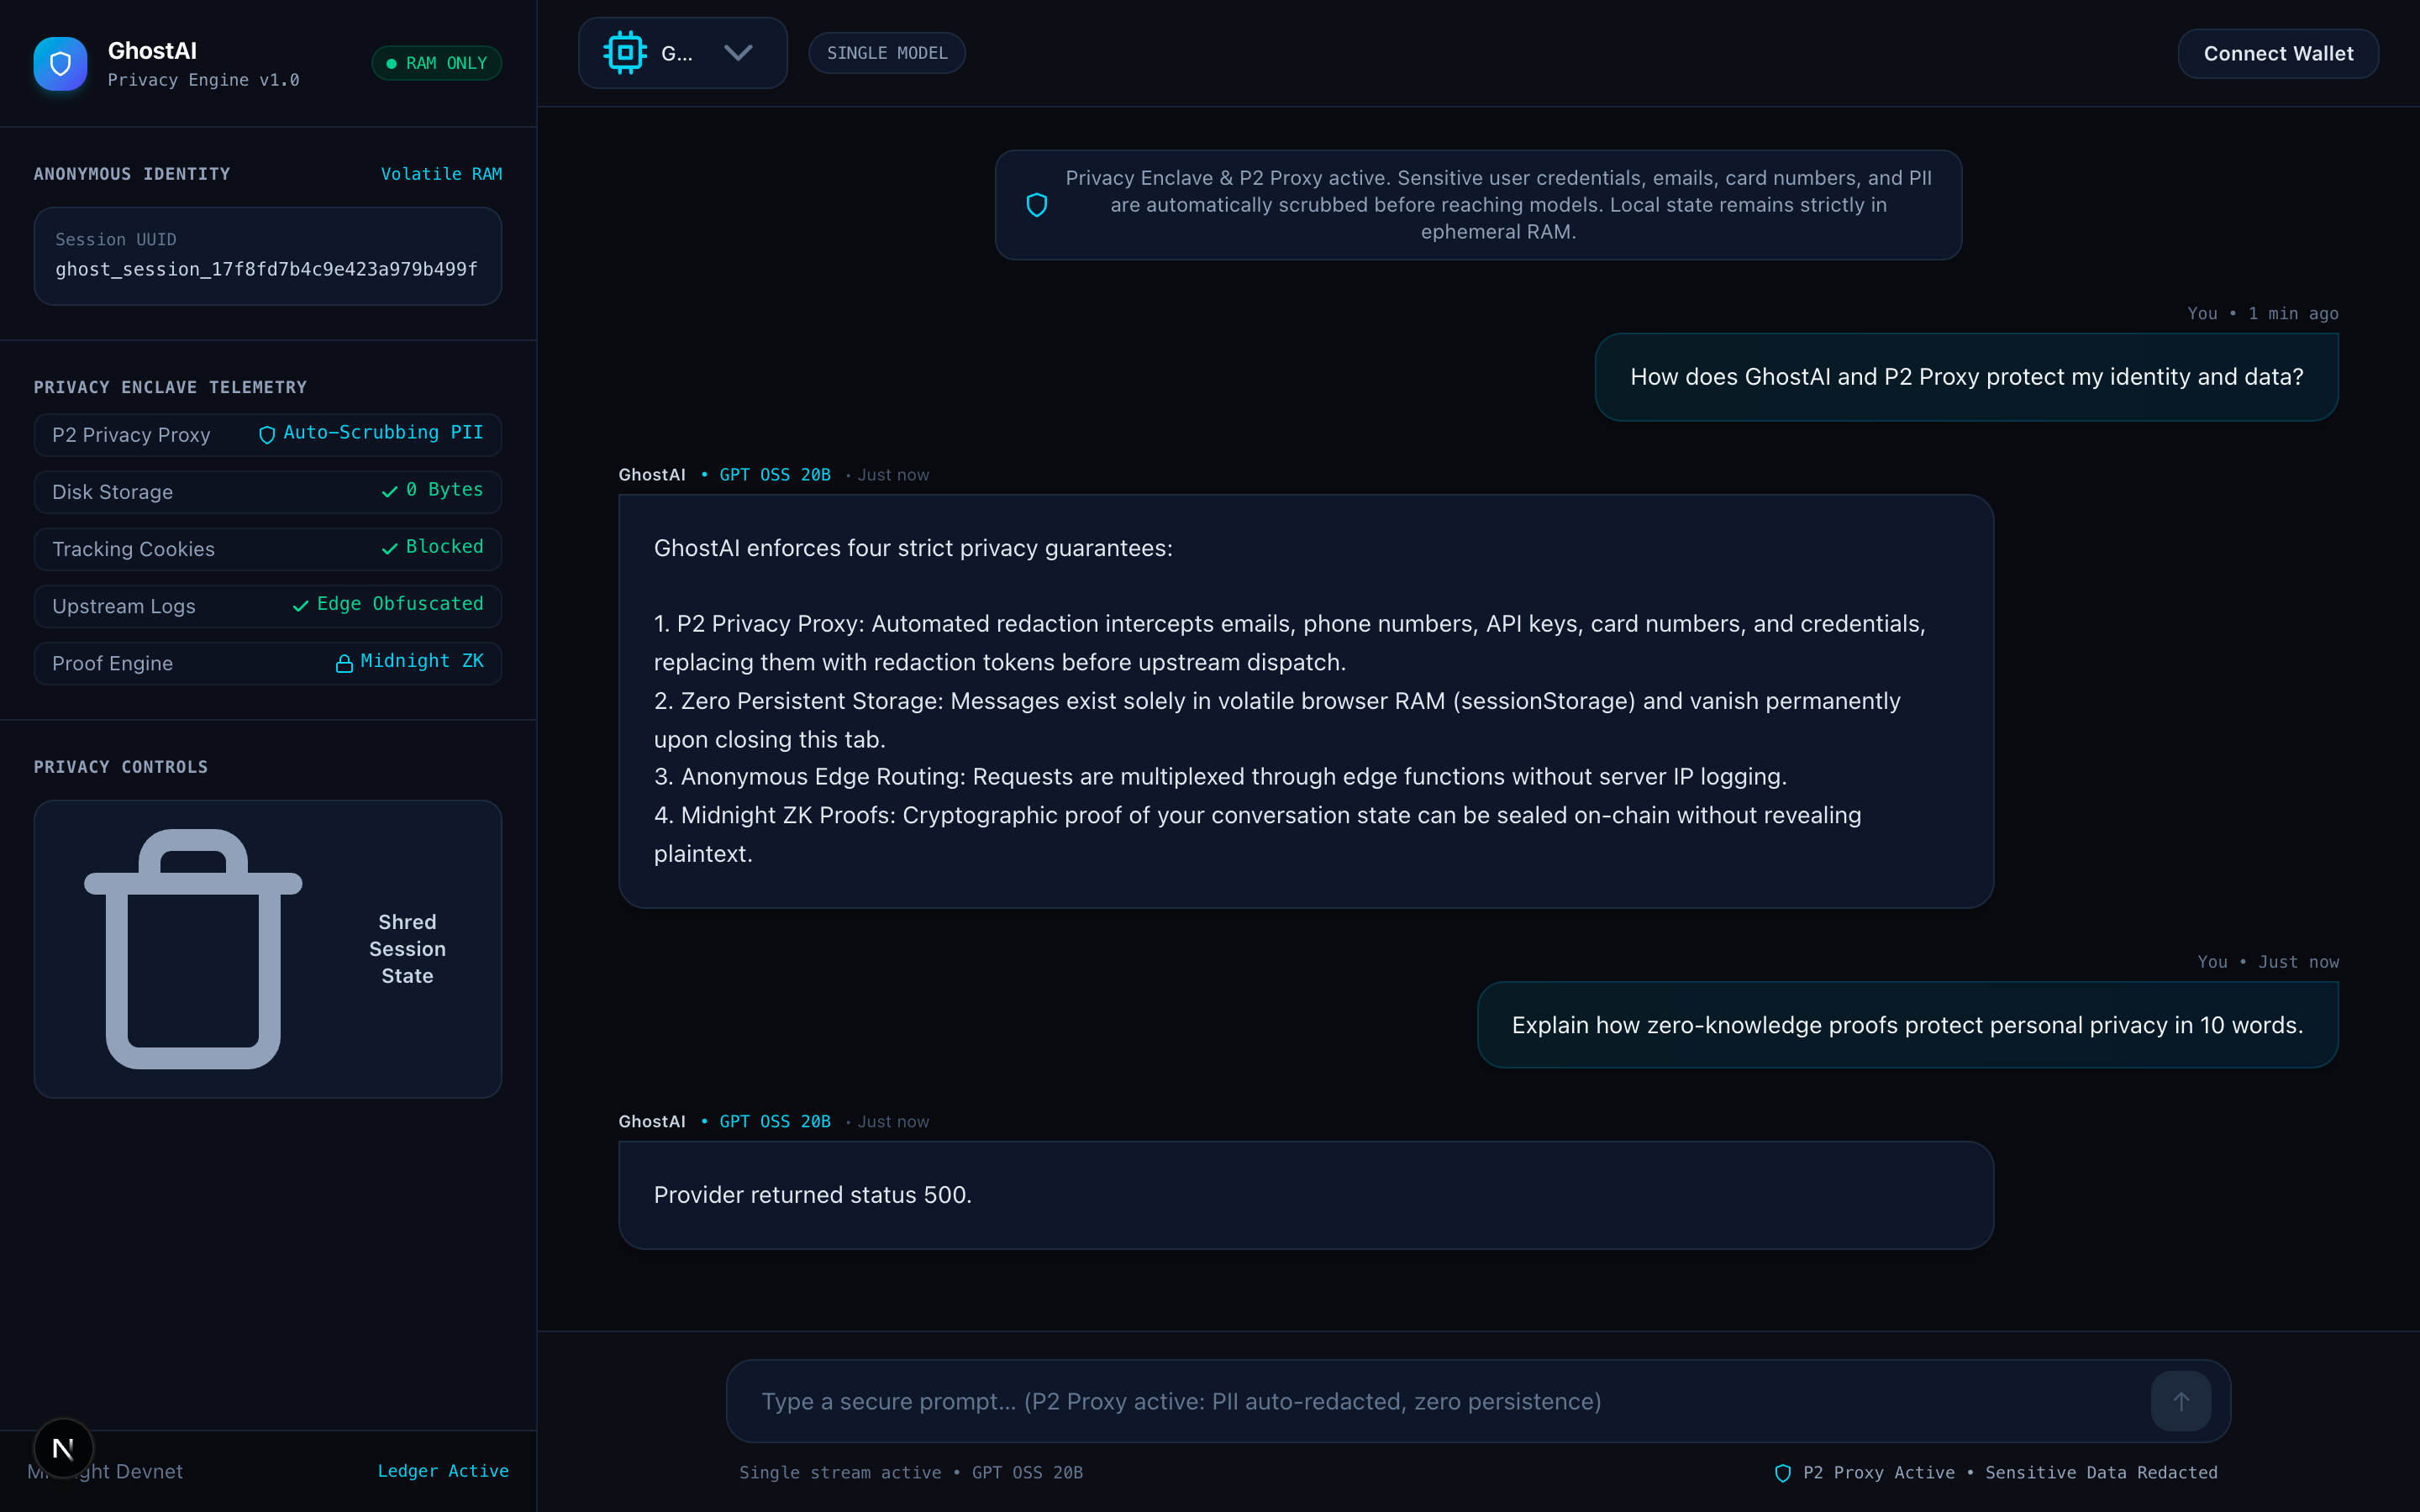 GhostAI
Privacy Engine v1.0
RAM ONLY
ANONYMOUS IDENTITY
Volatile RAM
Session UUID
ghost_session_17f8fd7b4c9e423a979b499f
PRIVACY ENCLAVE TELEMETRY
P2 Privacy Proxy
Auto-Scrubbing PII
Disk Storage
0 Bytes
Tracking Cookies
Blocked
Upstream Logs
Edge Obfuscated
Proof Engine
Midnight ZK
PRIVACY CONTROLS
Shred
Session
State
Devnet
Ledger Active
G...
SINGLE MODEL
Connect Wallet
Privacy Enclave & P2 Proxy active. Sensitive user credentials, emails, card numbers, and PII
are automatically scrubbed before reaching models. Local state remains strictly in
ephemeral RAM.
You • 1 min ago
How does GhostAI and P2 Proxy protect my identity and data?
GhostAI • GPT OSS 20B • Just now
GhostAI enforces four strict privacy guarantees:
1. P2 Privacy Proxy: Automated redaction intercepts emails, phone numbers, API keys, card numbers, and credentials,
replacing them with redaction tokens before upstream dispatch.
2. Zero Persistent Storage: Messages exist solely in volatile browser RAM (sessionStorage) and vanish permanently
upon closing this tab.
3. Anonymous Edge Routing: Requests are multiplexed through edge functions without server IP logging.
4. Midnight ZK Proofs: Cryptographic proof of your conversation state can be sealed on-chain without revealing
plaintext.
You • Just now
Explain how zero-knowledge proofs protect personal privacy in 10 words.
GhostAI • GPT OSS 20B • Just now
Provider returned status 500.
Type a secure prompt... (P2 Proxy active: PII auto-redacted, zero persistence)
Single stream active • GPT OSS 20B
P2 Proxy Active • Sensitive Data Redacted